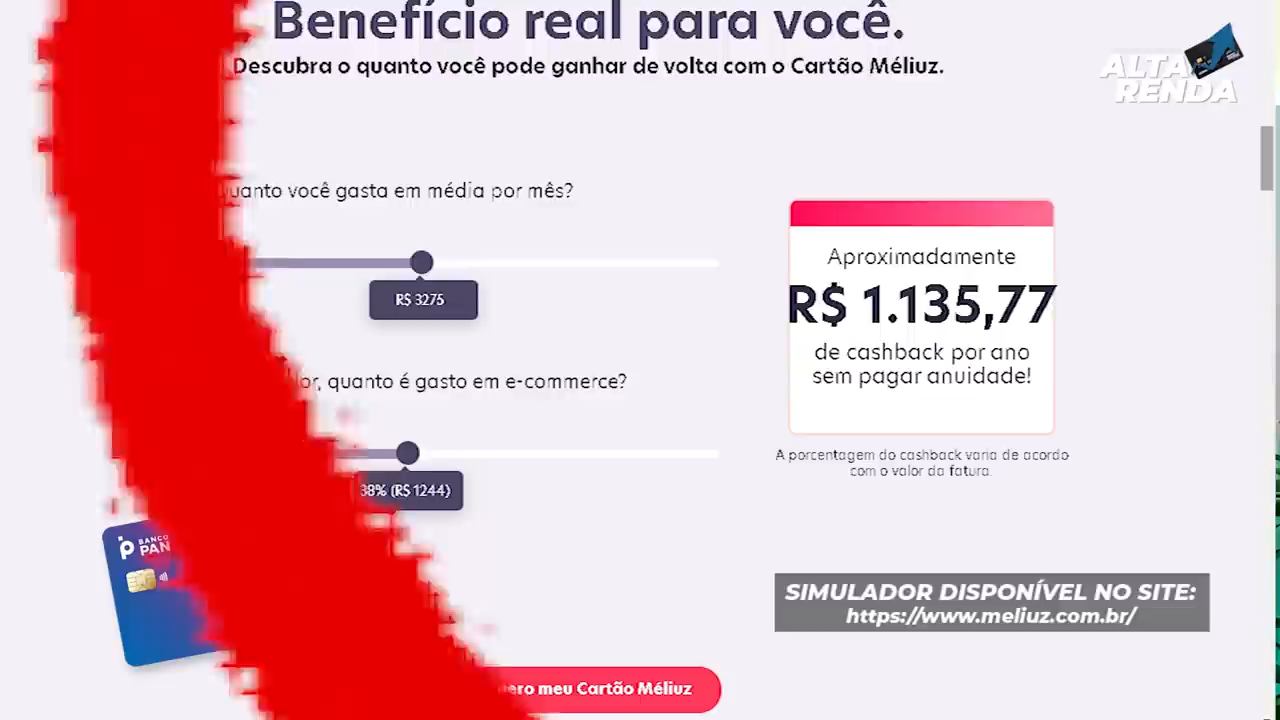 Benefício real para você.
Descubra o quanto você pode ganhar de volta com o Cartão Méliuz.
ALTA
RENDA
você gasta em média por mês?
R$ 3275
Aproximadamente
R$ 1.135,77
de cashback por ano
sem pagar anuidade!
quanto é gasto em e-commerce?
38% (R$ 1244)
A porcentagem do cashback varia de acordo
com o valor da fatura.
BANCO
PAN
SIMULADOR DISPONÍVEL NO SITE:
https://www.meliuz.com.br/
meu Cartão Méliuz